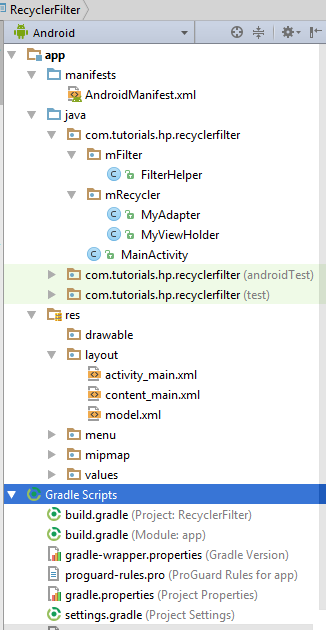 RecyclerFilter
Android
app
manifests
AndroidManifest.xml
java
com.tutorials.hp.recyclerfilter
mFilter
FilterHelper
mRecycler
MyAdapter
MyViewHolder
MainActivity
com.tutorials.hp.recyclerfilter (androidTest)
com.tutorials.hp.recyclerfilter (test)
res
drawable
layout
activity_main.xml
content_main.xml
model.xml
menu
mipmap
values
Gradle Scripts
build.gradle (Project: RecyclerFilter)
build.gradle (Module: app)
gradle-wrapper.properties (Gradle Version)
proguard-rules.pro (ProGuard Rules for app)
gradle.properties (Project Properties)
settings.gradle (Project Settings)